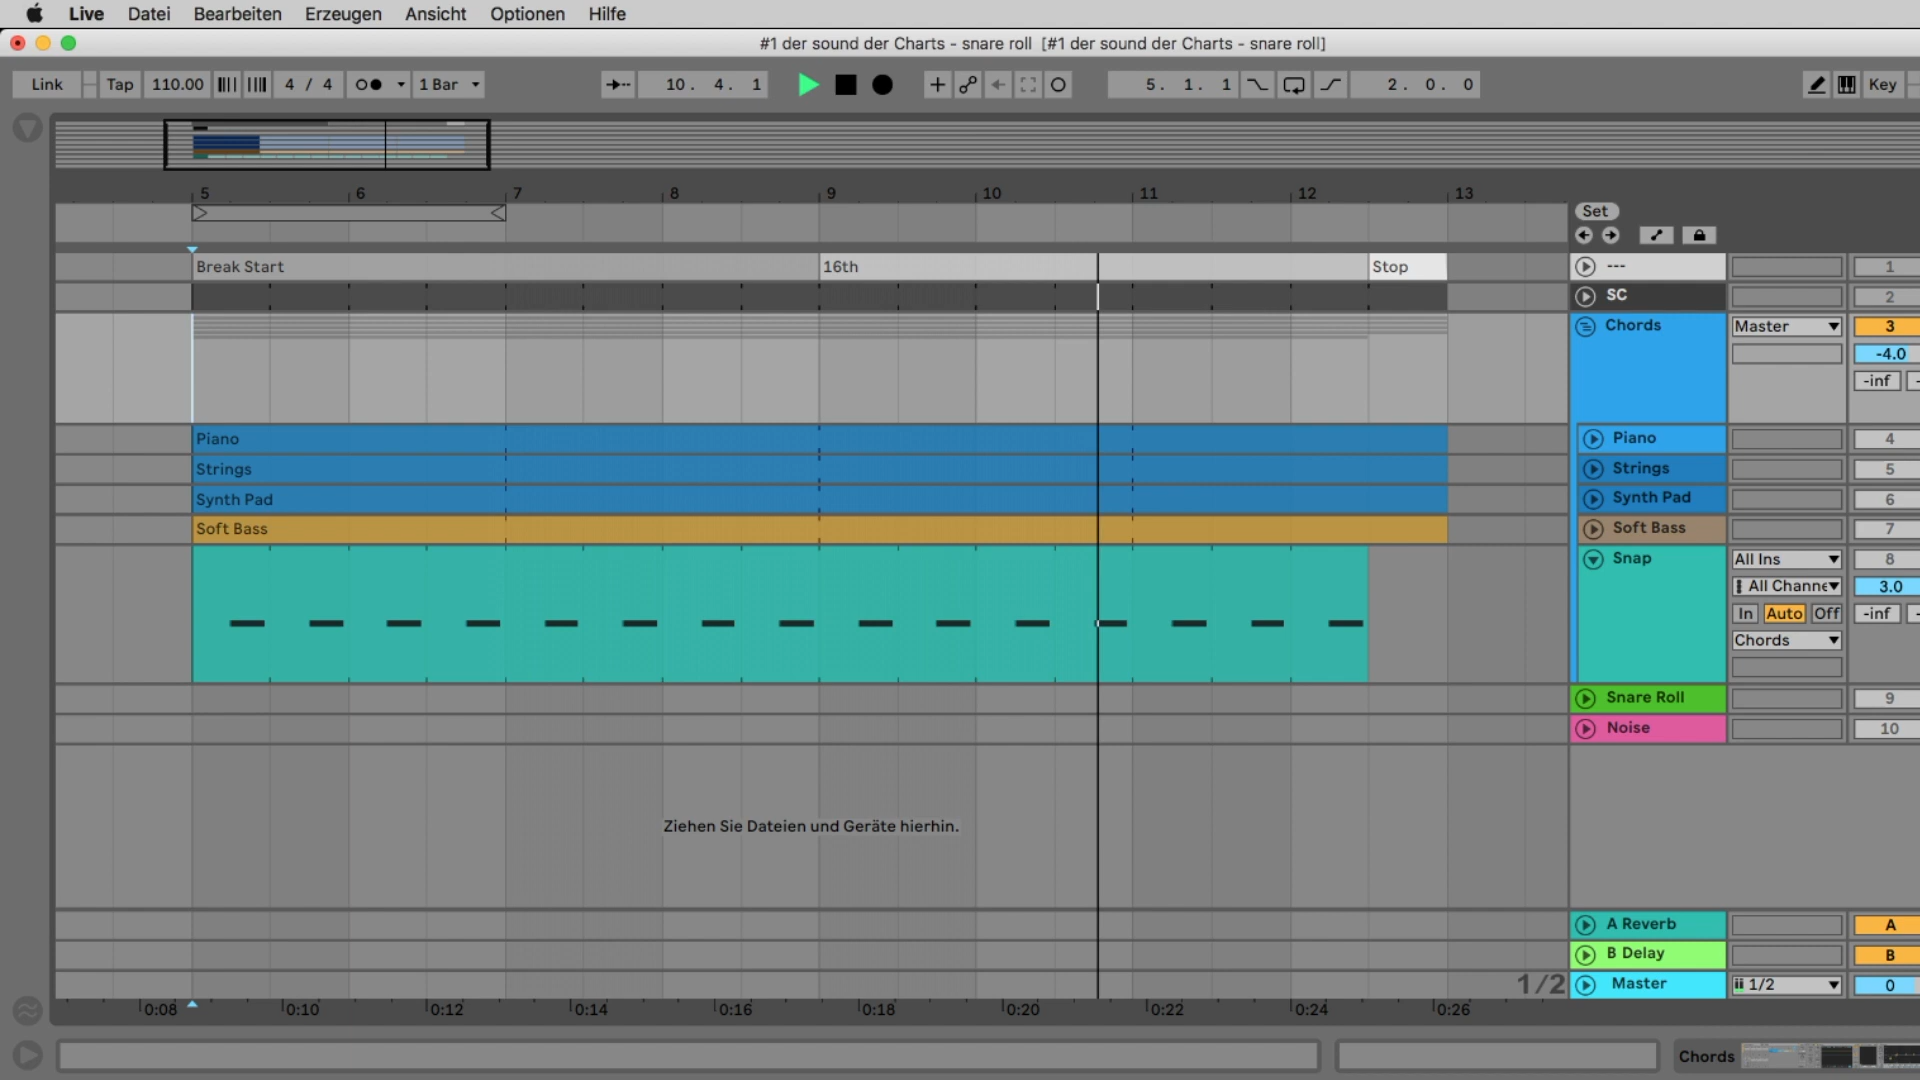 Live Datei Bearbeiten Erzeugen Ansicht Optionen Hilfe
#1 der sound der Charts - snare roll [#1 der sound der Charts - snare roll]
Link Tap 110.00 4 / 4 1 Bar 10. 4. 1 5. 1. 1 2. 0. 0 Key
5 6 7 8 9 10 11 12 13
Set
Break Start 16th Stop --- 1
SC 2
Chords Master 3
-4.0
-inf
Piano Piano 4
Strings Strings 5
Synth Pad Synth Pad 6
Soft Bass Soft Bass 7
Snap All Ins 8
All Channe 3.0
In Auto Off -inf
Chords
Snare Roll 9
Noise 10
Ziehen Sie Dateien und Geräte hierhin.
A Reverb A
B Delay B
1/2 Master 1/2 0
0:08 0:10 0:12 0:14 0:16 0:18 0:20 0:22 0:24 0:26
Chords